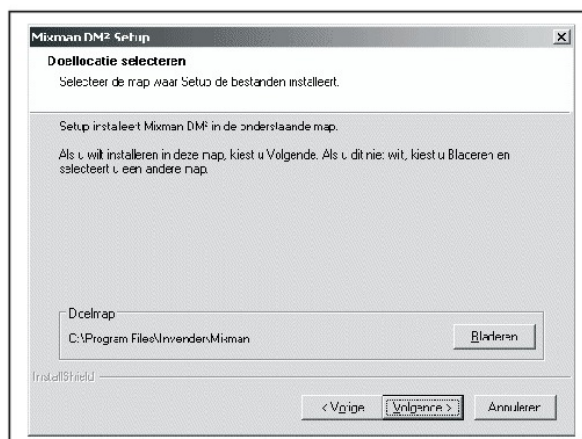 Mixman DM² Setup
Doellocatie selecteren
Selecteer de map waar Setup de bestanden installeert.
Setup installeert Mixman DM² in de onderstaande map.
Als u wilt installeren in deze map, kiest u Volgende. Als u dit niet wilt, kiest u Bladeren en
selecteert u een andere map.
Doelmap
C:\Program Files\Invender\Mixman
Bladeren
InstallShield
< Vorige
Volgende >
Annuleren